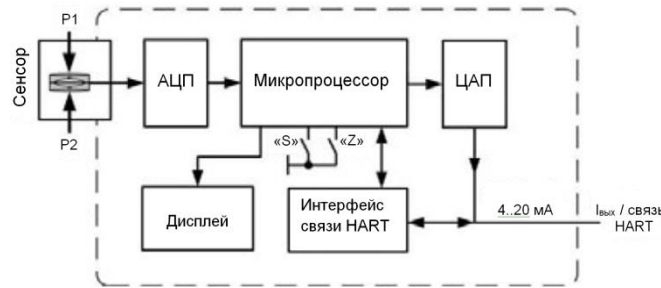 P1
Сенсор
P2
АЦП
Микропроцессор
ЦАП
«S»
«Z»
Дисплей
Интерфейс
связи HART
4..20 мА
Iвых / связь
HART